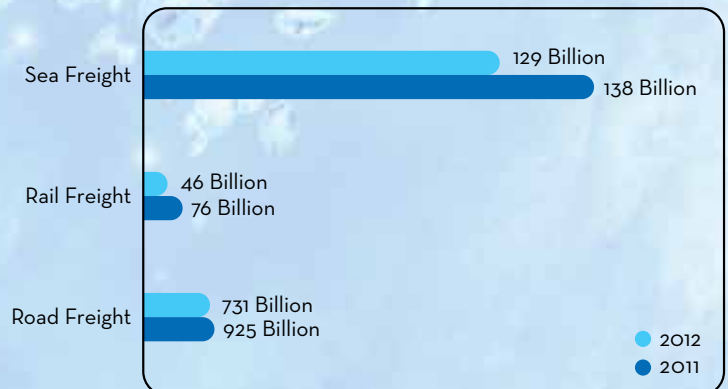 Sea Freight
129 Billion
138 Billion
Rail Freight
46 Billion
76 Billion
Road Freight
731 Billion
925 Billion
2012
2011